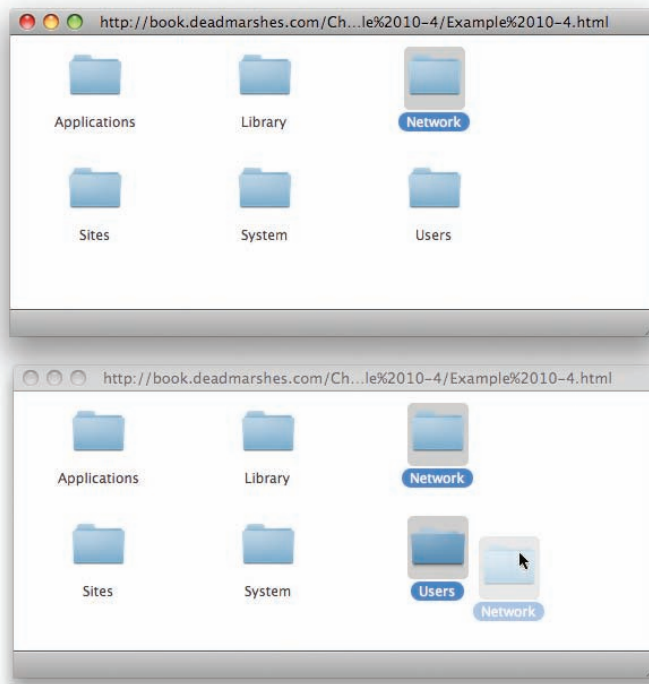 http://book.deadmarshes.com/Ch...le%2010-4/Example%2010-4.html
Applications Library Network
Sites System Users
http://book.deadmarshes.com/Ch...le%2010-4/Example%2010-4.html
Applications Library Network
Sites System Users
Network